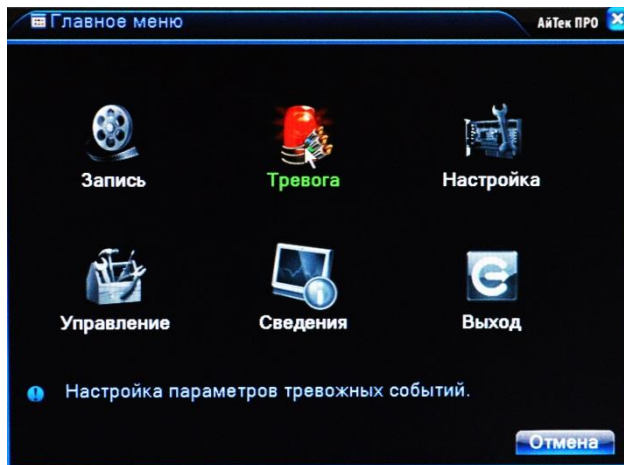 Главное меню
АйТек ПРО
Запись
Тревога
Настройка
Управление
Сведения
Выход
Настройка параметров тревожных событий.
Отмена